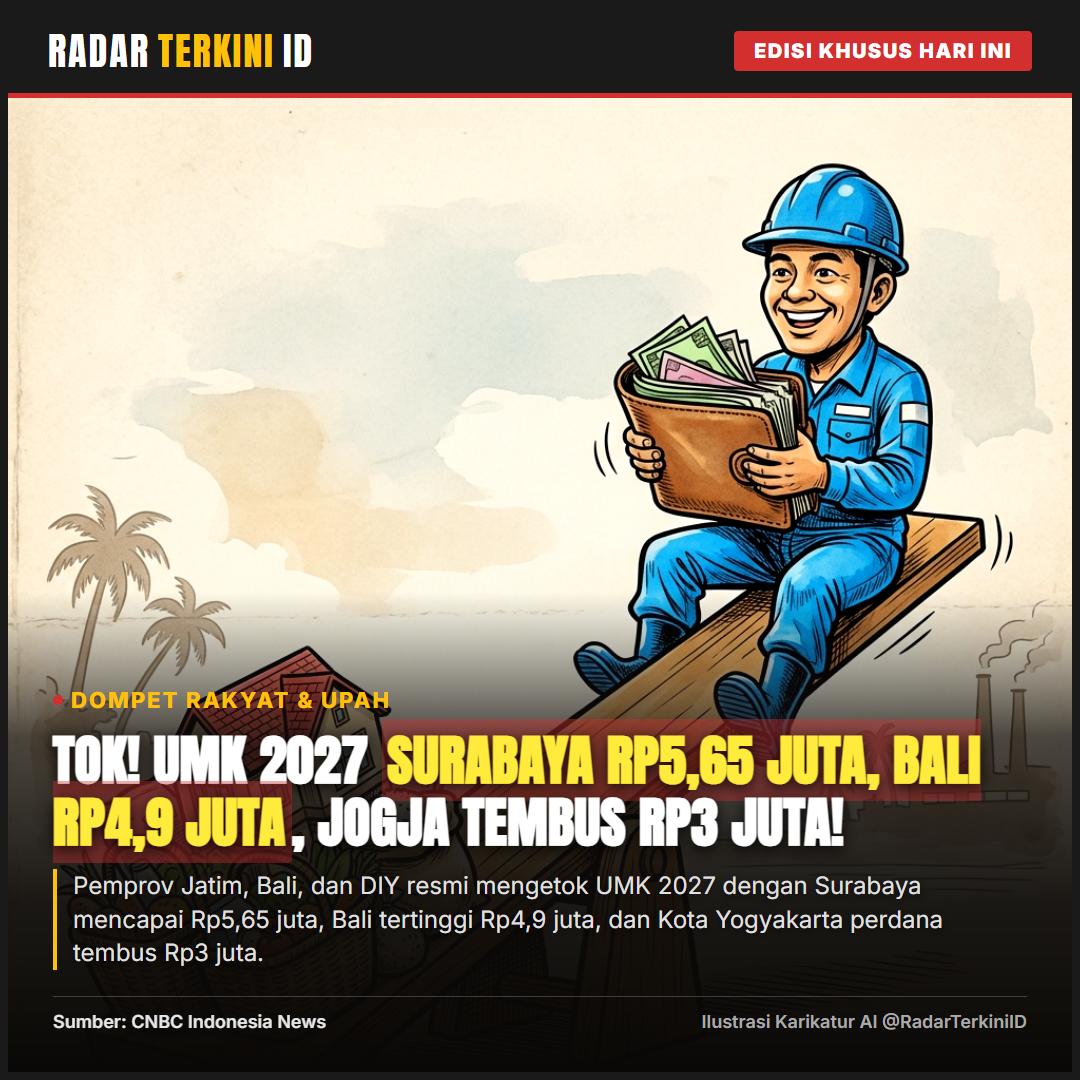 RADAR TERKINI ID
EDISI KHUSUS HARI INI
DOMPET RAKYAT & UPAH
TOK! UMK 2027 SURABAYA RP5,65 JUTA, BALI
RP4,9 JUTA, JOGJA TEMBUS RP3 JUTA!
Pemprov Jatim, Bali, dan DIY resmi mengetok UMK 2027 dengan Surabaya
mencapai Rp5,65 juta, Bali tertinggi Rp4,9 juta, dan Kota Yogyakarta perdana
tembus Rp3 juta.
Sumber: CNBC Indonesia News
Ilustrasi Karikatur AI @RadarTerkiniID